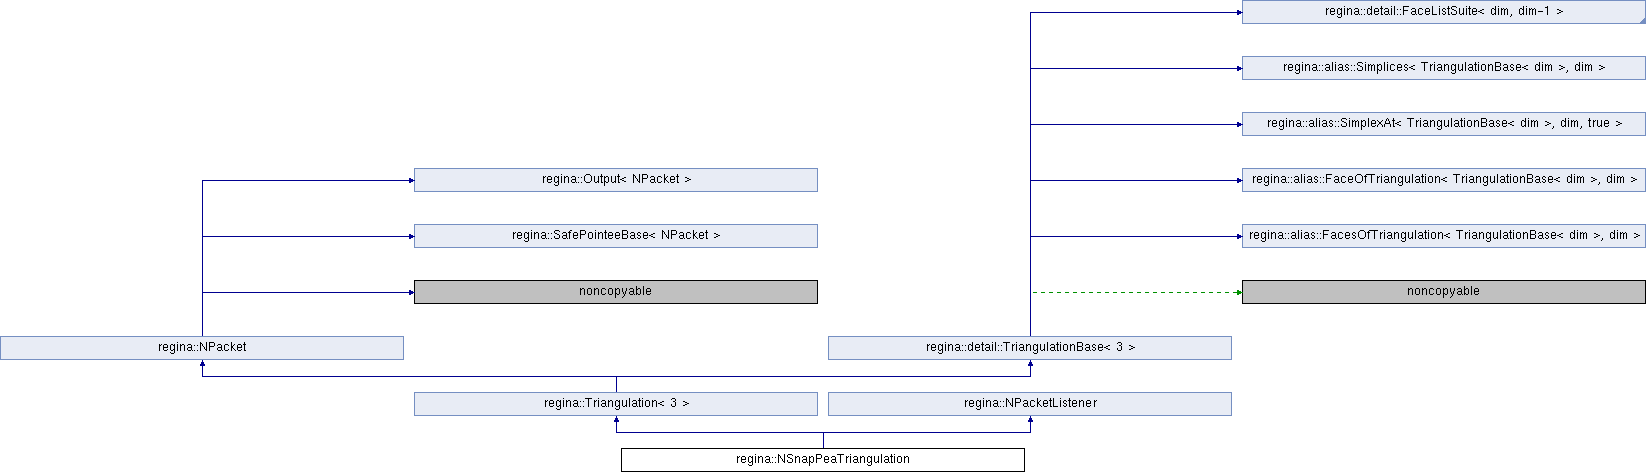 regina::detail::FaceListSuite< dim, dim-1 >
regina::alias::Simplices< TriangulationBase< dim >, dim >
regina::alias::SimplexAt< TriangulationBase< dim >, dim, true >
regina::Output< NPacket >
regina::alias::FaceOfTriangulation< TriangulationBase< dim >, dim >
regina::SafePointeeBase< NPacket >
regina::alias::FacesOfTriangulation< TriangulationBase< dim >, dim >
noncopyable
noncopyable
regina::NPacket
regina::detail::TriangulationBase< 3 >
regina::Triangulation< 3 >
regina::NPacketListener
regina::NSnapPeaTriangulation